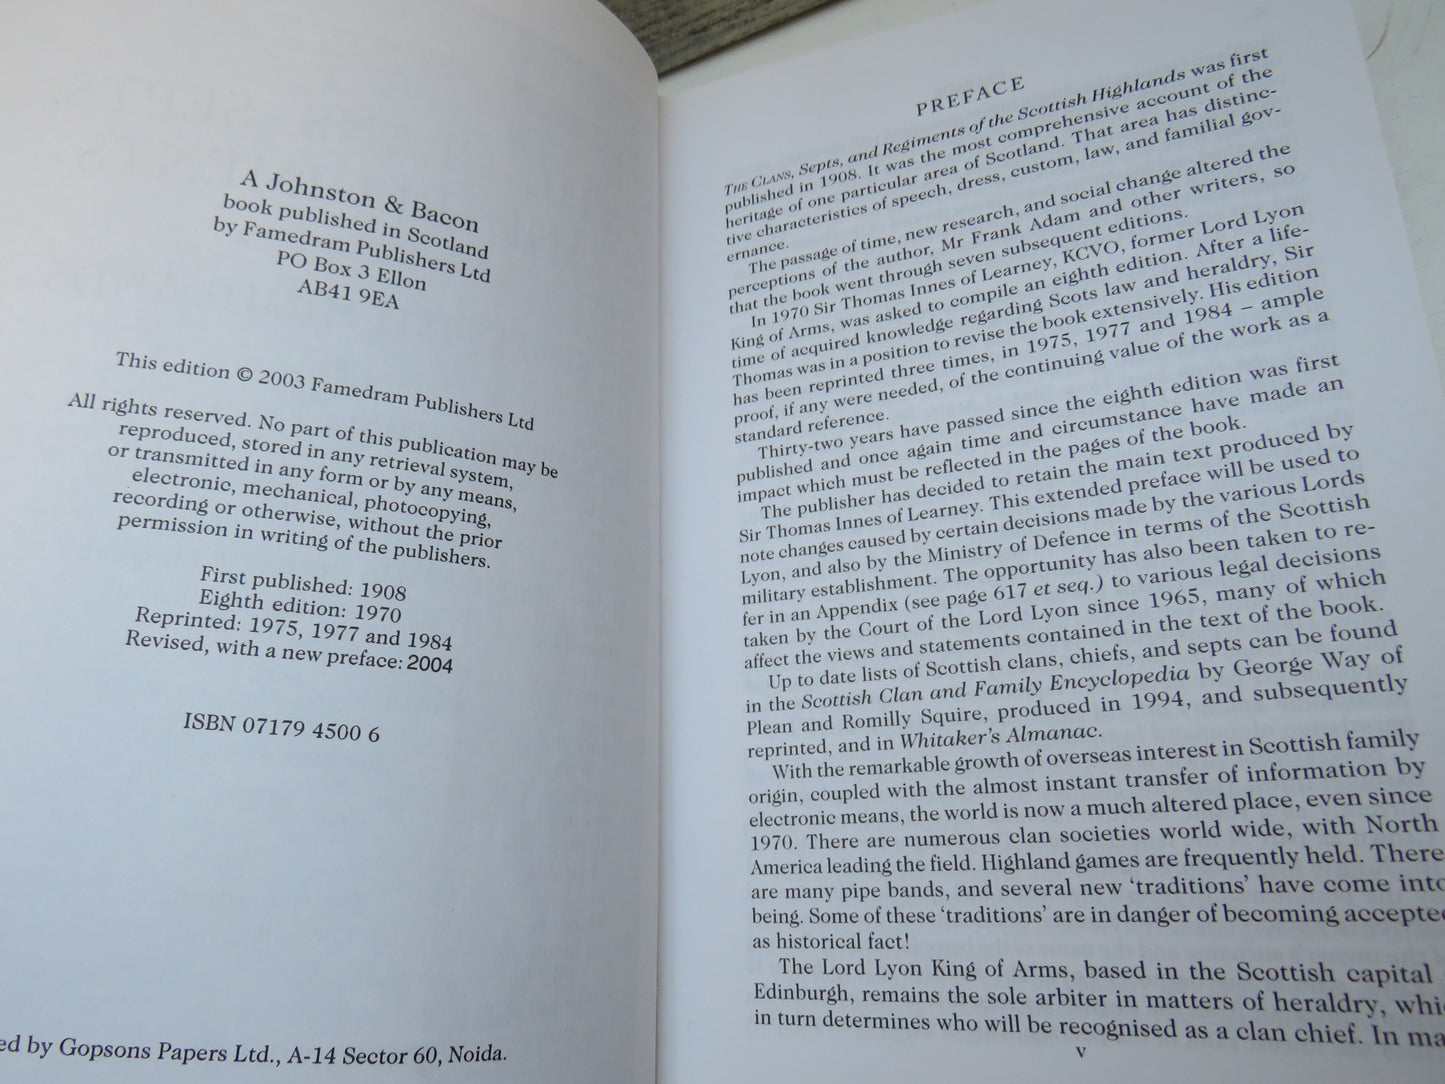 A Johnston & Bacon
book published in Scotland
by Famedram Publishers Ltd
PO Box 3 Ellon
AB41 9EA
This edition © 2003 Famedram Publishers Ltd
All rights reserved. No part of this publication may be
reproduced, stored in any retrieval system,
or transmitted in any form or by any means,
electronic, mechanical, photocopying,
recording or otherwise, without the prior
permission in writing of the publishers.
First published: 1908
Eighth edition: 1970
Reprinted: 1975, 1977 and 1984
Revised, with a new preface: 2004
ISBN 07179 4500 6
ed by Gopsons Papers Ltd., A-14 Sector 60, Noida.
PREFACE
THE CLANS, Septs, and Regiments of the Scottish Highlands was first
published in 1908. It was the most comprehensive account of the
heritage of one particular area of Scotland. That area has distinc-
tive characteristics of speech, dress, custom, law, and familial gov-
ernance.
The passage of time, new research, and social change altered the
perceptions of the author, Mr Frank Adam and other writers, so
that the book went through seven subsequent editions.
In 1970 Sir Thomas Innes of Learney, KCVO, former Lord Lyon
King of Arms, was asked to compile an eighth edition. After a life-
time of acquired knowledge regarding Scots law and heraldry, Sir
Thomas was in a position to revise the book extensively. His edition
has been reprinted three times, in 1975, 1977 and 1984 – ample
proof, if any were needed, of the continuing value of the work as a
standard reference.
Thirty-two years have passed since the eighth edition was first
published and once again time and circumstance have made an
impact which must be reflected in the pages of the book.
The publisher has decided to retain the main text produced by
Sir Thomas Innes of Learney. This extended preface will be used to
note changes caused by certain decisions made by the various Lords
Lyon, and also by the Ministry of Defence in terms of the Scottish
military establishment. The opportunity has also been taken to re-
fer in an Appendix (see page 617 et seq.) to various legal decisions
taken by the Court of the Lord Lyon since 1965, many of which
affect the views and statements contained in the text of the book.
Up to date lists of Scottish clans, chiefs, and septs can be found
in the Scottish Clan and Family Encyclopedia by George Way of
Plean and Romilly Squire, produced in 1994, and subsequently
reprinted, and in Whitaker's Almanac.
With the remarkable growth of overseas interest in Scottish family
origin, coupled with the almost instant transfer of information by
electronic means, the world is now a much altered place, even since
1970. There are numerous clan societies world wide, with North
America leading the field. Highland games are frequently held. There
are many pipe bands, and several new 'traditions' have come into
being. Some of these 'traditions' are in danger of becoming accepted
as historical fact!
The Lord Lyon King of Arms, based in the Scottish capital
Edinburgh, remains the sole arbiter in matters of heraldry, whic
in turn determines who will be recognised as a clan chief. In ma
v